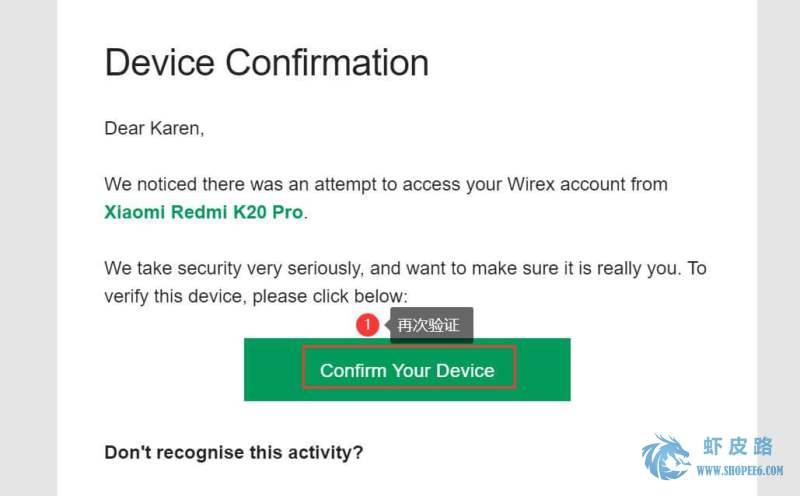 Device Confirmation
Dear Karen,
We noticed there was an attempt to access your Wirex account from
Xiaomi Redmi K20 Pro.
We take security very seriously, and want to make sure it is really you. To
verify this device, please click below:
1 再次验证
Confirm Your Device
Don't recognise this activity?
虾皮路
WWW.SHOPEE6.COM